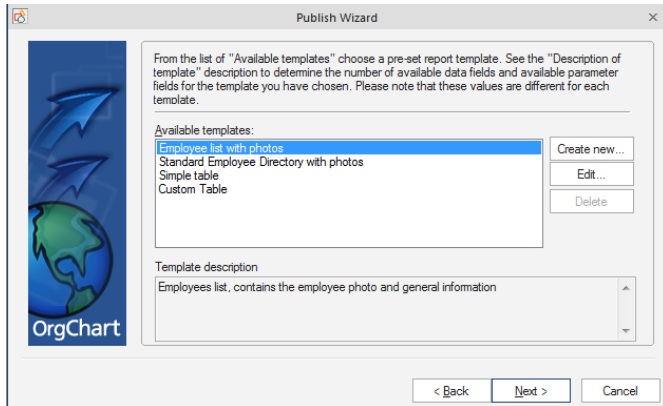 Publish Wizard
From the list of "Available templates" choose a pre-set report template. See the "Description of
template" description to determine the number of available data fields and available parameter
fields for the template you have chosen. Please note that these values are different for each
template.
Available templates:
Employee list with photos
Standard Employee Directory with photos
Simple table
Custom Table
Create new...
Edit...
Delete
Template description
Employees list, contains the employee photo and general information
OrgChart
< Back
Next >
Cancel